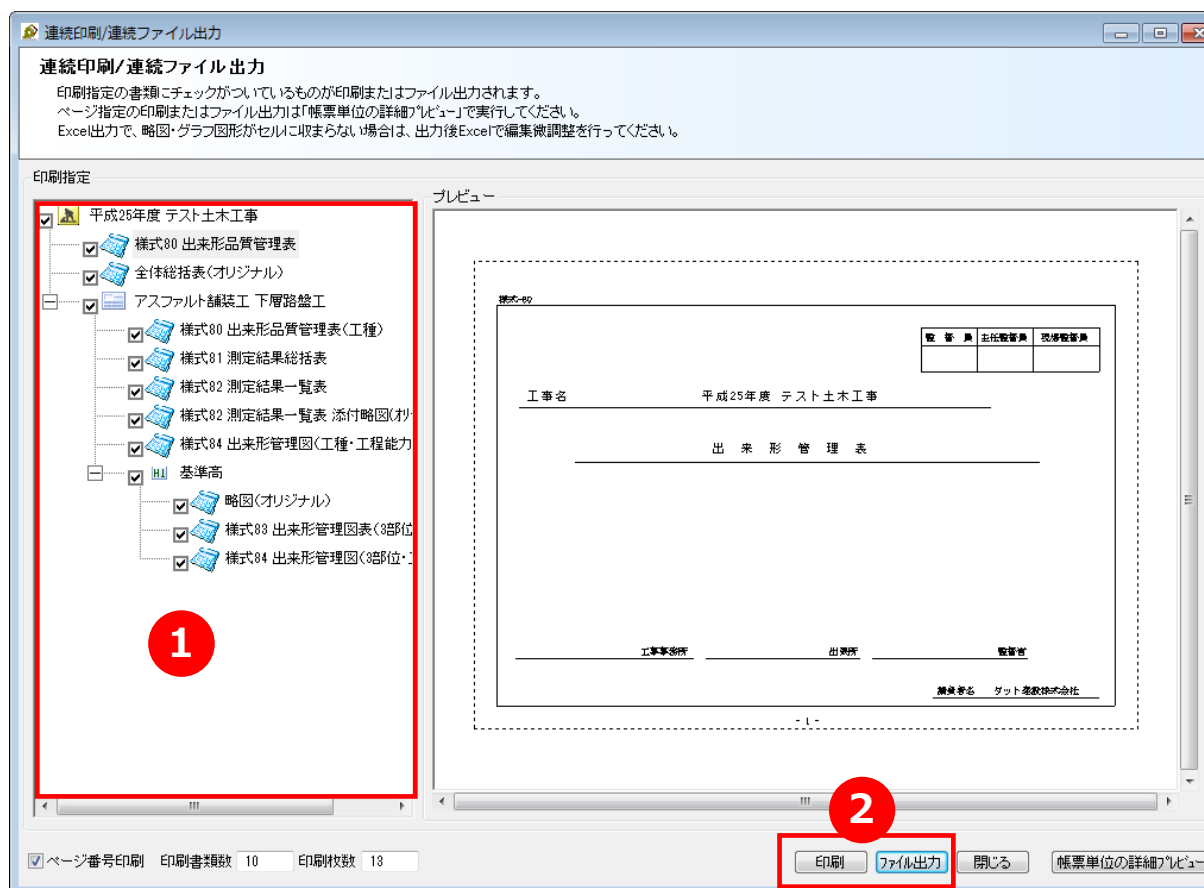 連続印刷/連続ファイル出力
連続印刷/連続ファイル出力
印刷指定の書類にチェックがついているものが印刷またはファイル出力されます。
ページ指定の印刷またはファイル出力は「帳票単位の詳細プレビュー」で実行してください。
Excel出力で、略図・グラフ図形がセルに収まらない場合は、出力後Excelで編集微調整を行ってください。
印刷指定
平成25年度 テスト土木工事
様式80 出来形品質管理表
全体総括表(オリジナル)
アスファルト舗装工 下層路盤工
様式80 出来形品質管理表(工種)
様式81 測定結果総括表
様式82 測定結果一覧表
様式82 測定結果一覧表 添付略図(オリ
様式84 出来形管理図(工種・工程能力
基準高
略図(オリジナル)
様式83 出来形管理図表(3部位
様式84 出来形管理図(3部位・
1
プレビュー
様式-80
監 督 員 主任監督員 現場監督員
工事名 平成25年度 テスト土木工事
出 来 形 管 理 表
工事事務所 出張所 監督官
請負者名 ダット建設株式会社
- 1 -
2
ページ番号印刷 印刷書類数 10 印刷枚数 13
印刷 ファイル出力 閉じる 帳票単位の詳細プレビュー